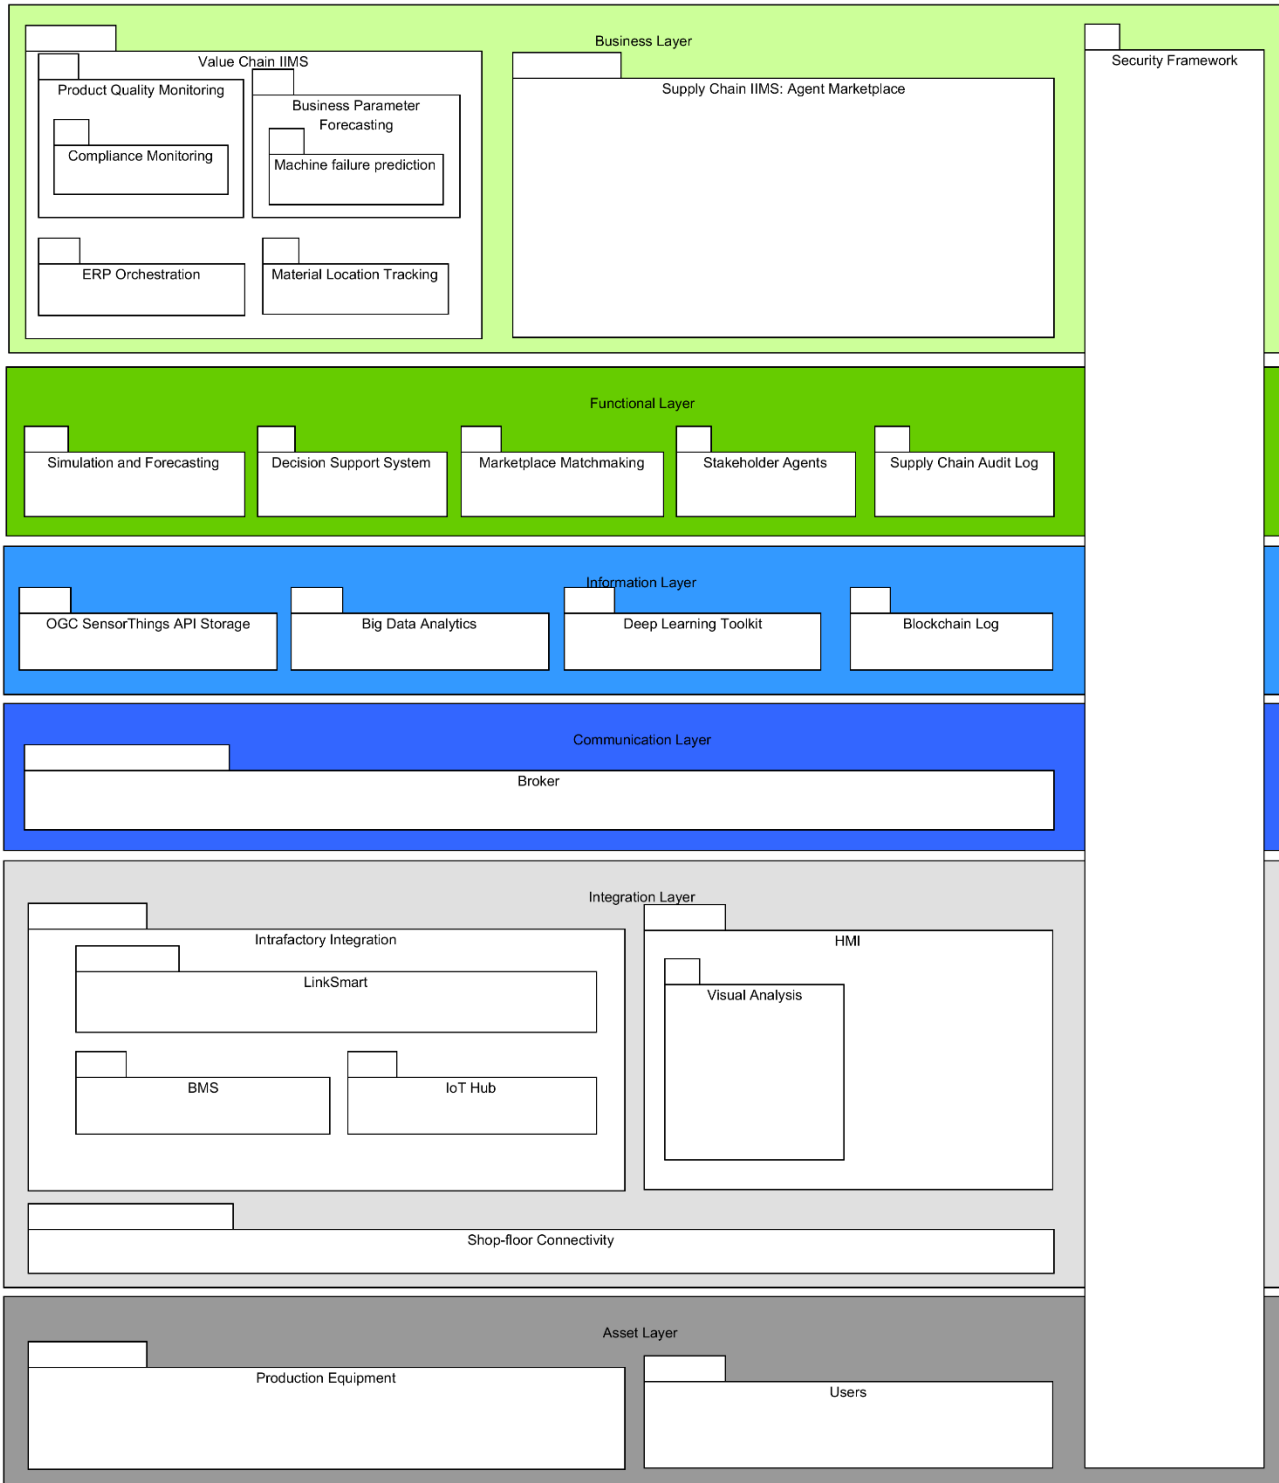 Business Layer
Value Chain IIMS
Product Quality Monitoring
Compliance Monitoring
Business Parameter
Forecasting
Machine failure prediction
ERP Orchestration
Material Location Tracking
Supply Chain IIMS: Agent Marketplace
Security Framework
Functional Layer
Simulation and Forecasting
Decision Support System
Marketplace Matchmaking
Stakeholder Agents
Supply Chain Audit Log
Information Layer
OGC SensorThings API Storage
Big Data Analytics
Deep Learning Toolkit
Blockchain Log
Communication Layer
Broker
Integration Layer
Intrafactory Integration
LinkSmart
BMS
IoT Hub
HMI
Visual Analysis
Shop-floor Connectivity
Asset Layer
Production Equipment
Users